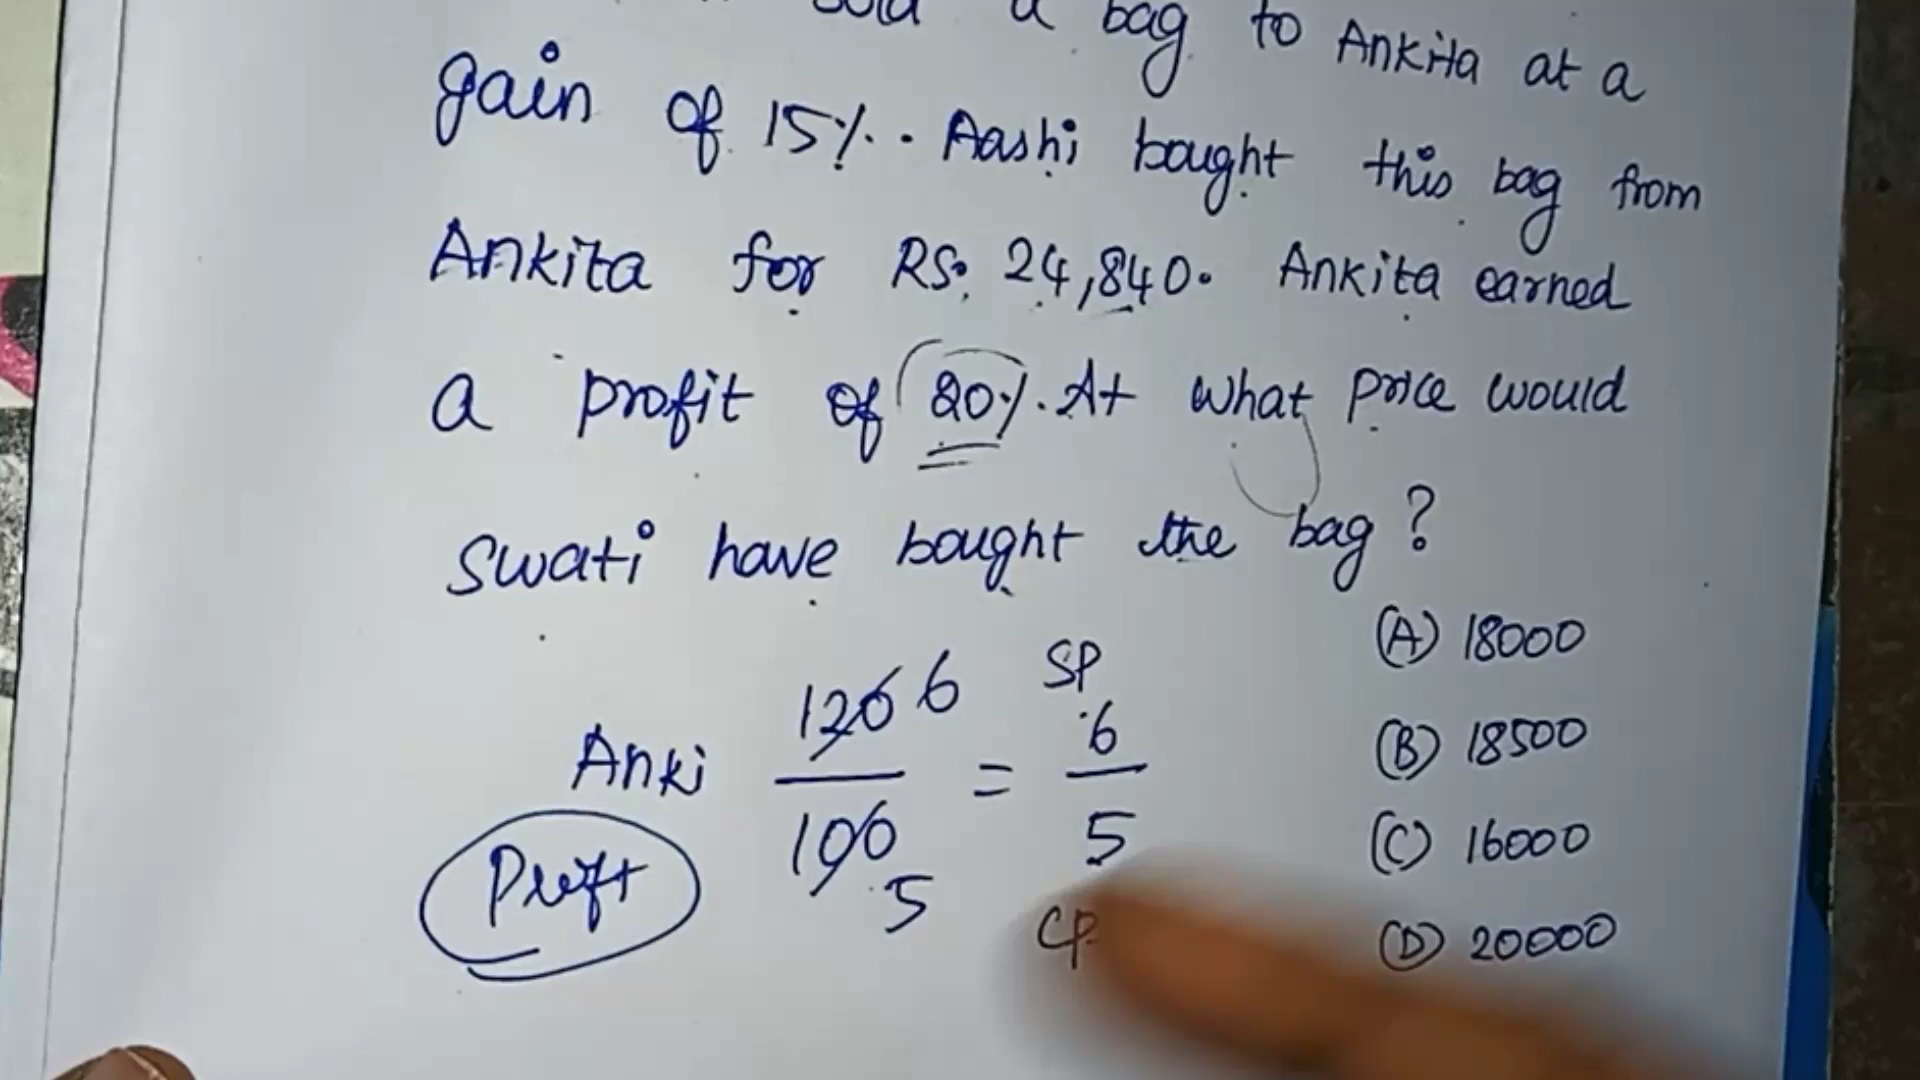 sold a bag to Ankita at a
gain of 15%. Aashi bought this bag from
Ankita for RS. 24,840. Ankita earned
a profit of 20%. At what price would
swati have bought the bag?
(A) 18000
(B) 18500
(C) 16000
(D) 20000
SP
Anki 120 6 = 6
100 5 5
CP